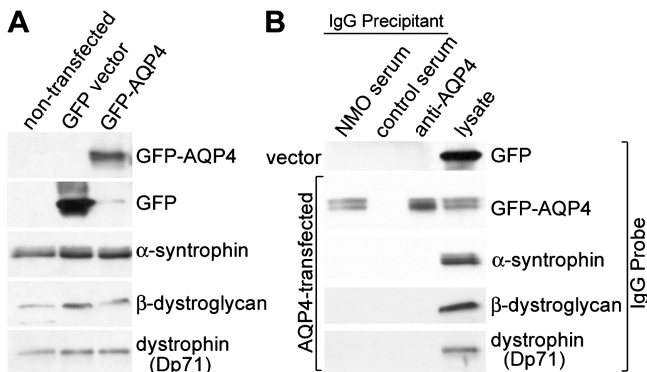 A
non-transfected
GFP vector
GFP-AQP4
GFP-AQP4
GFP
α-syntrophin
β-dystroglycan
dystrophin
(Dp71)
B
IgG Precipitant
NMO serum
control serum
anti-AQP4
lysate
vector
GFP
AQP4-transfected
GFP-AQP4
α-syntrophin
β-dystroglycan
dystrophin
(Dp71)
IgG Probe